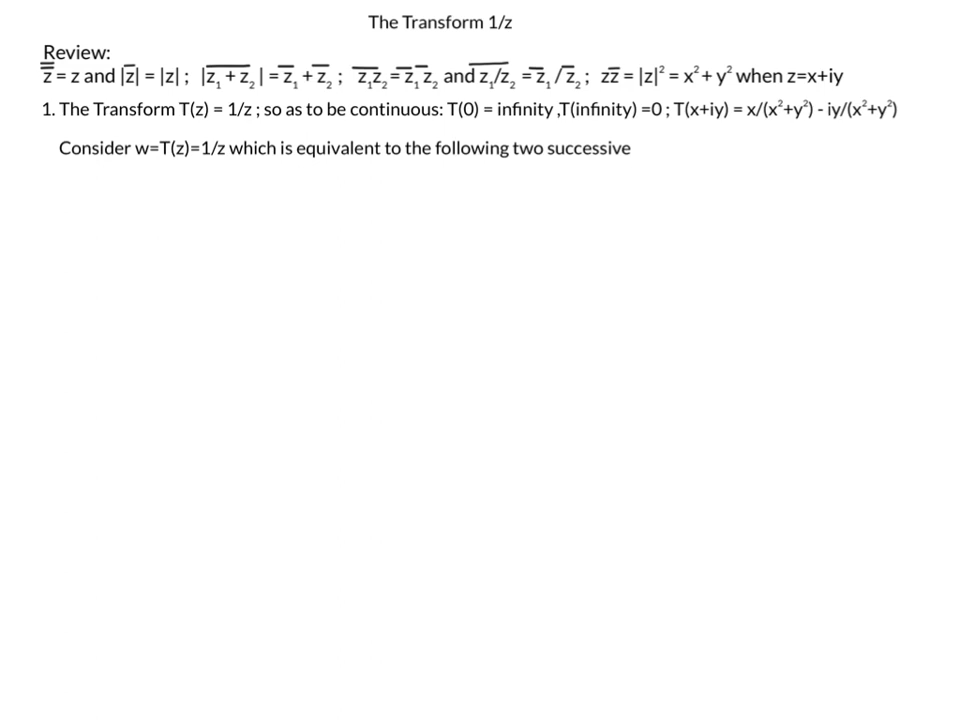 The Transform 1/z
Review:
z̿ = z and |z̅| = |z| ; |z̅₁̅ ̅+̅ ̅z̅₂̅ | = z̅₁ + z̅₂ ; z̅₁̅z̅₂̅ = z̅₁ z̅₂ and z̅₁̅/̅z̅₂̅ = z̅₁ / z̅₂ ; zz̅ = |z|² = x² + y² when z=x+iy
1. The Transform T(z) = 1/z ; so as to be continuous: T(0) = infinity ,T(infinity) =0 ; T(x+iy) = x/(x²+y²) - iy/(x²+y²)
Consider w=T(z)=1/z which is equivalent to the following two successive